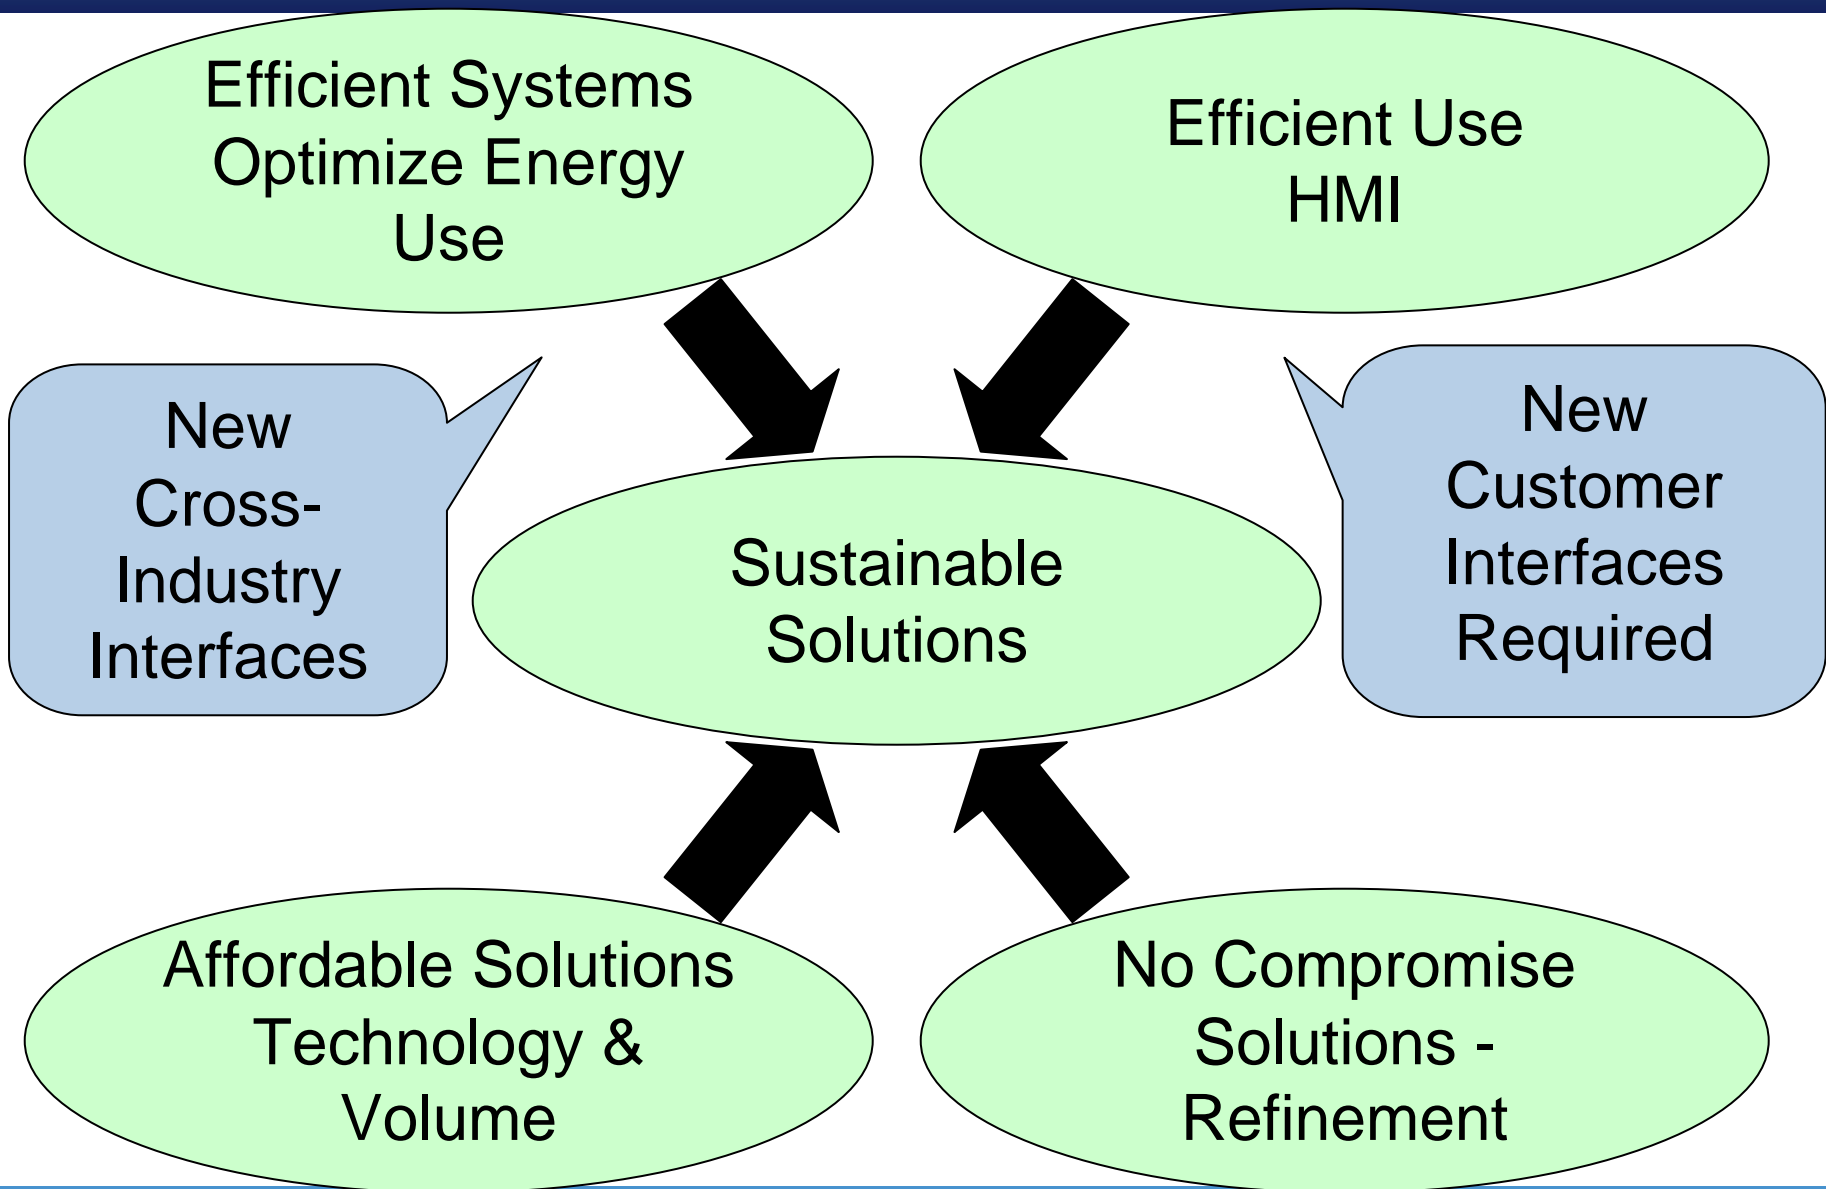 Efficient Systems
Optimize Energy
Use
Efficient Use
HMI
New
Cross-
Industry
Interfaces
Sustainable
Solutions
New
Customer
Interfaces
Required
Affordable Solutions
Technology &
Volume
No Compromise
Solutions -
Refinement